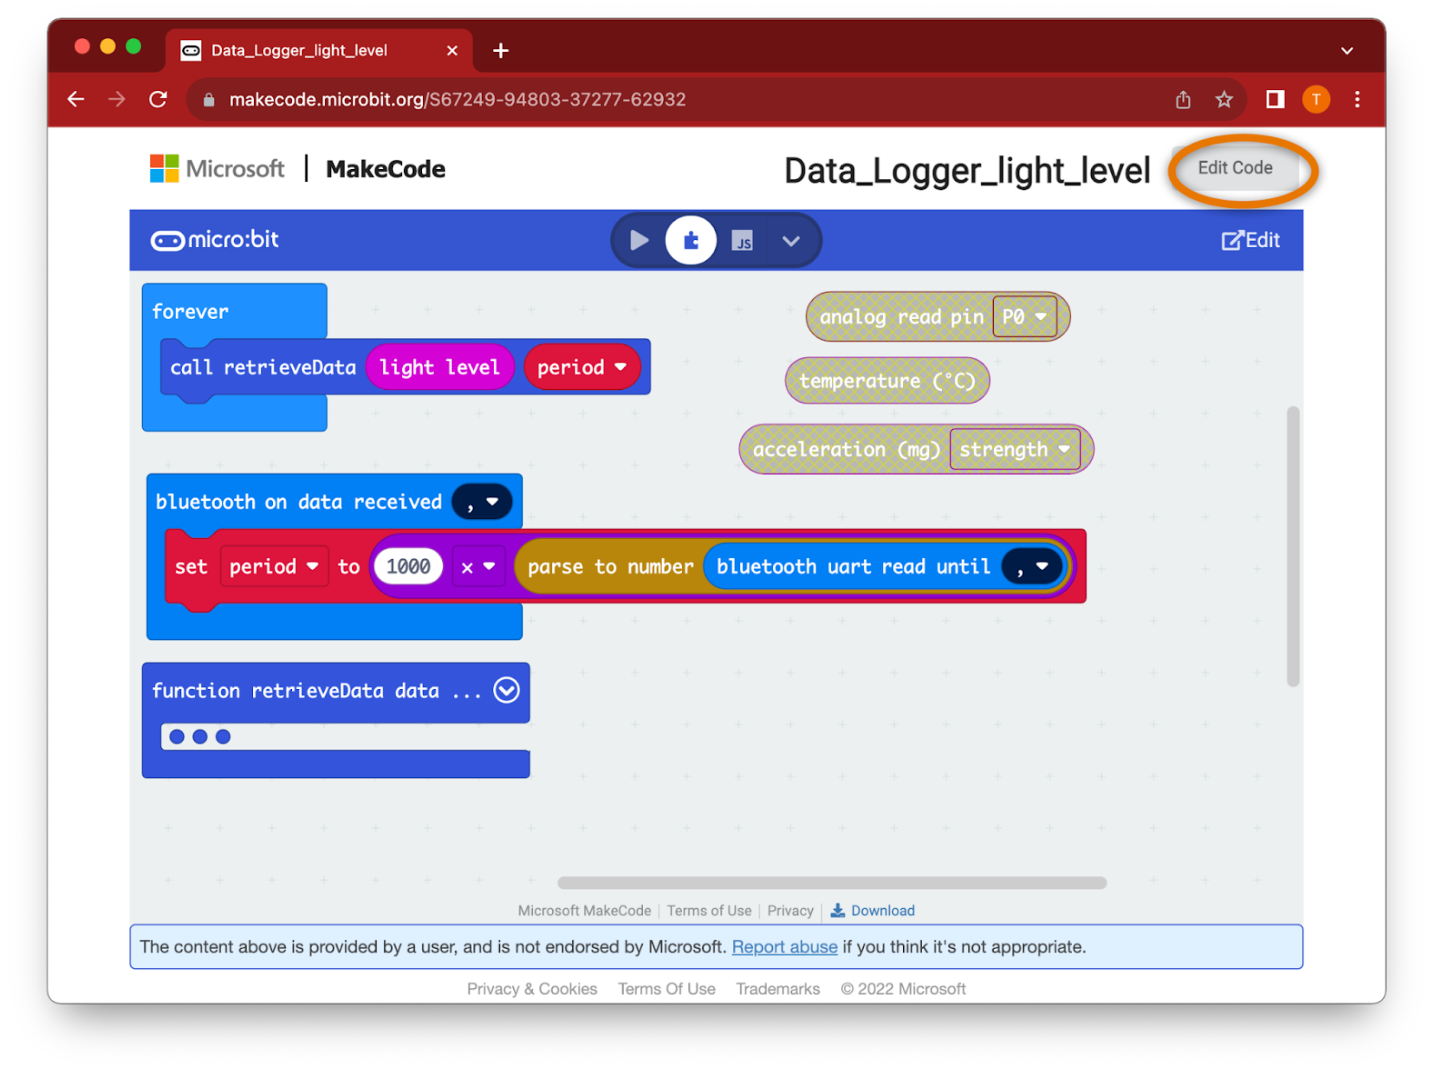 Data_Logger_light_level
makecode.microbit.org/S67249-94803-37277-62932
T
Microsoft | MakeCode
Data_Logger_light_level
Edit Code
micro:bit
JS
Edit
forever
call retrieveData light level period
analog read pin P0
temperature (°C)
acceleration (mg) strength
bluetooth on data received ,
set period to 1000 × parse to number bluetooth uart read until ,
function retrieveData data ...
Microsoft MakeCode | Terms of Use | Privacy | Download
The content above is provided by a user, and is not endorsed by Microsoft. Report abuse if you think it's not appropriate.
Privacy & Cookies Terms Of Use Trademarks © 2022 Microsoft